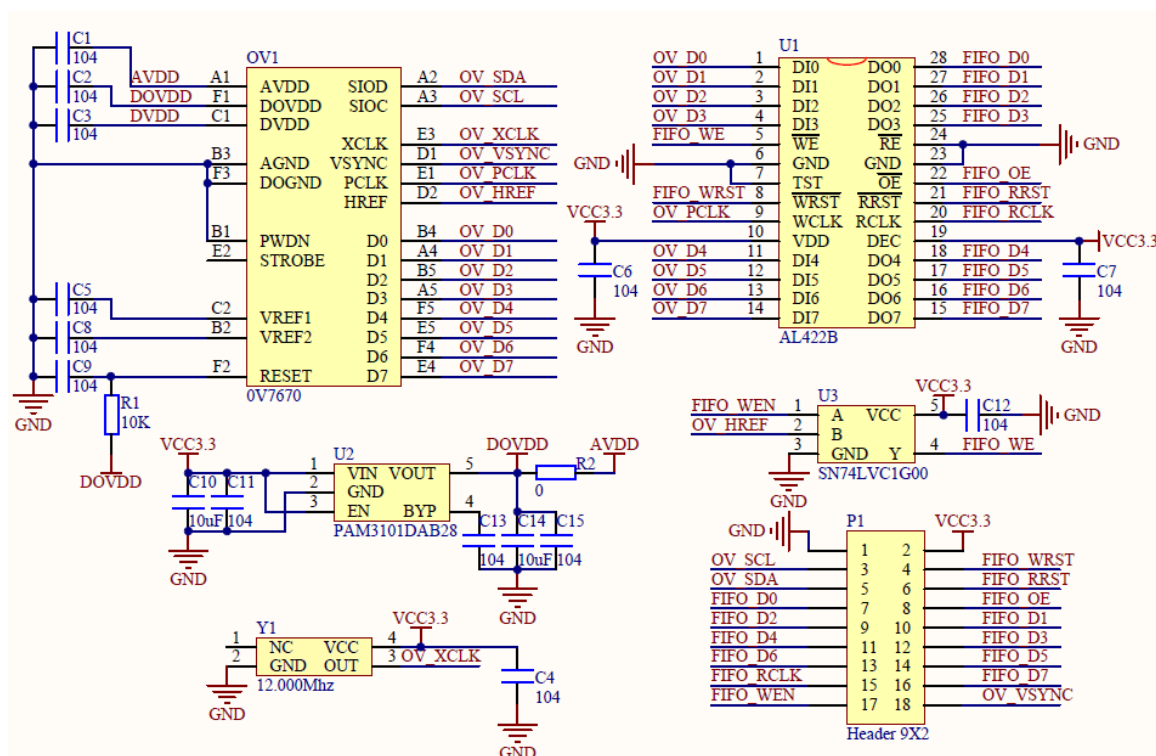 OV1
C1
104
C2
104
C3
104
AVDD
DOVDD
DVDD
A1 AVDD SIOD A2 OV_SDA
F1 DOVDD SIOC A3 OV_SCL
C1 DVDD
XCLK E3 OV_XCLK
B3 AGND VSYNC D1 OV_VSYNC
F3 DOGND PCLK E1 OV_PCLK
HREF D2 OV_HREF
B1 PWDN D0 B4 OV_D0
E2 STROBE D1 A4 OV_D1
D2 B5 OV_D2
D3 A5 OV_D3
C2 VREF1 D4 F5 OV_D4
B2 VREF2 D5 E5 OV_D5
D6 F4 OV_D6
F2 RESET D7 E4 OV_D7
0V7670
C5
104
C8
104
C9
104
GND
R1
10K
DOVDD
U1
OV_D0 1 DI0 DO0 28 FIFO_D0
OV_D1 2 DI1 DO1 27 FIFO_D1
OV_D2 3 DI2 DO2 26 FIFO_D2
OV_D3 4 DI3 DO3 25 FIFO_D3
FIFO_WE 5 WE RE 24
GND 6 GND GND 23 GND
7 TST OE 22 FIFO_OE
FIFO_WRST 8 WRST RRST 21 FIFO_RRST
OV_PCLK 9 WCLK RCLK 20 FIFO_RCLK
VCC3.3 10 VDD DEC 19 VCC3.3
OV_D4 11 DI4 DO4 18 FIFO_D4
OV_D5 12 DI5 DO5 17 FIFO_D5
OV_D6 13 DI6 DO6 16 FIFO_D6
OV_D7 14 DI7 DO7 15 FIFO_D7
AL422B
C6
104
GND
C7
104
GND
U3
VCC3.3
FIFO_WEN 1 A VCC 5 C12
104
GND
OV_HREF 2 B
3 GND Y 4 FIFO_WE
SN74LVC1G00
GND
VCC3.3
U2
DOVDD
AVDD
1 VIN VOUT 5 R2
0
2 GND
3 EN BYP 4
PAM3101DAB28
C10
10uF
C11
104
GND
C13
104
C14
10uF
C15
104
GND
Y1
VCC3.3
1 NC VCC 4
2 GND OUT 3 OV_XCLK
12.000Mhz
GND
C4
104
GND
P1
GND 1 2 VCC3.3
OV_SCL 3 4 FIFO_WRST
OV_SDA 5 6 FIFO_RRST
FIFO_D0 7 8 FIFO_OE
FIFO_D2 9 10 FIFO_D1
FIFO_D4 11 12 FIFO_D3
FIFO_D6 13 14 FIFO_D5
FIFO_RCLK 15 16 FIFO_D7
FIFO_WEN 17 18 OV_VSYNC
Header 9X2